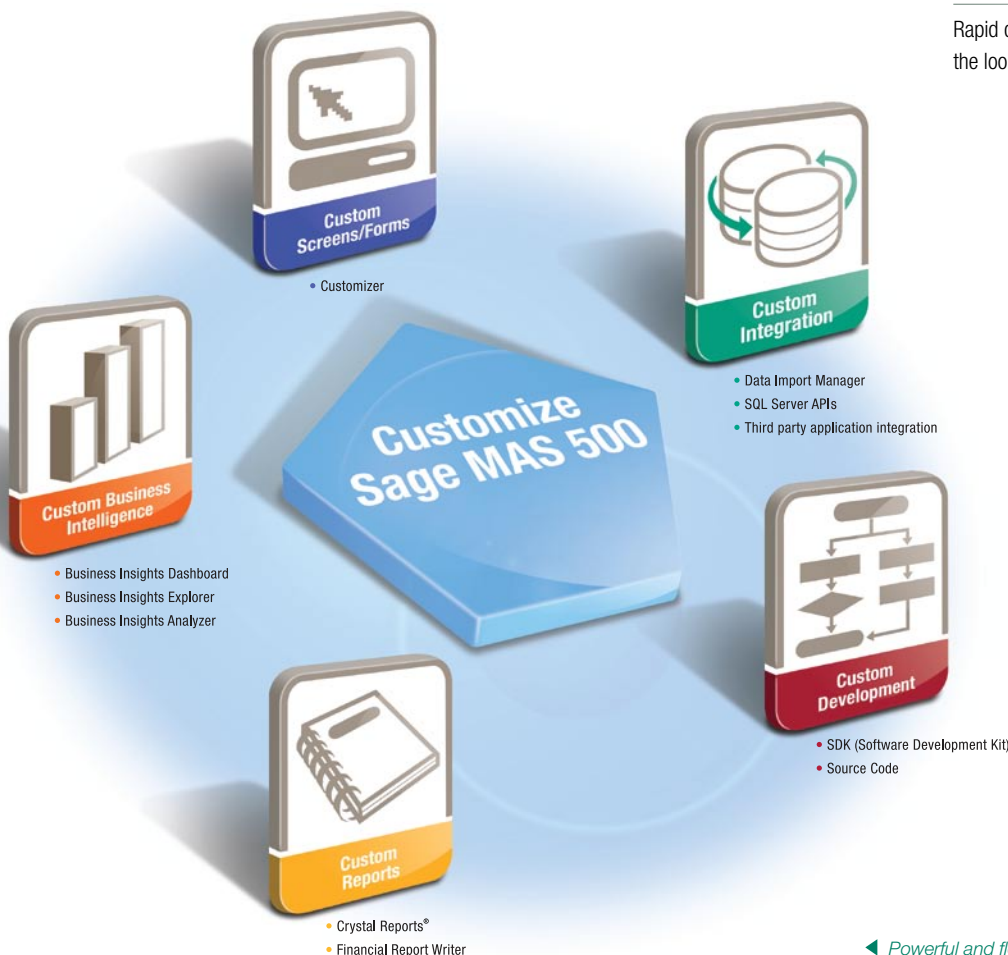 Rapid
the
Custom
Screens/Forms
• Customizer
Custom
Integration
• Data Import Manager
• SQL Server APIs
• Third party application integration
Customize
Sage MAS 500
Custom Business
Intelligence
• Business Insights Dashboard
• Business Insights Explorer
• Business Insights Analyzer
Custom
Development
• SDK (Software Development Kit)
• Source Code
Custom
Reports
• Crystal Reports®
• Financial Report Writer
Powerful and